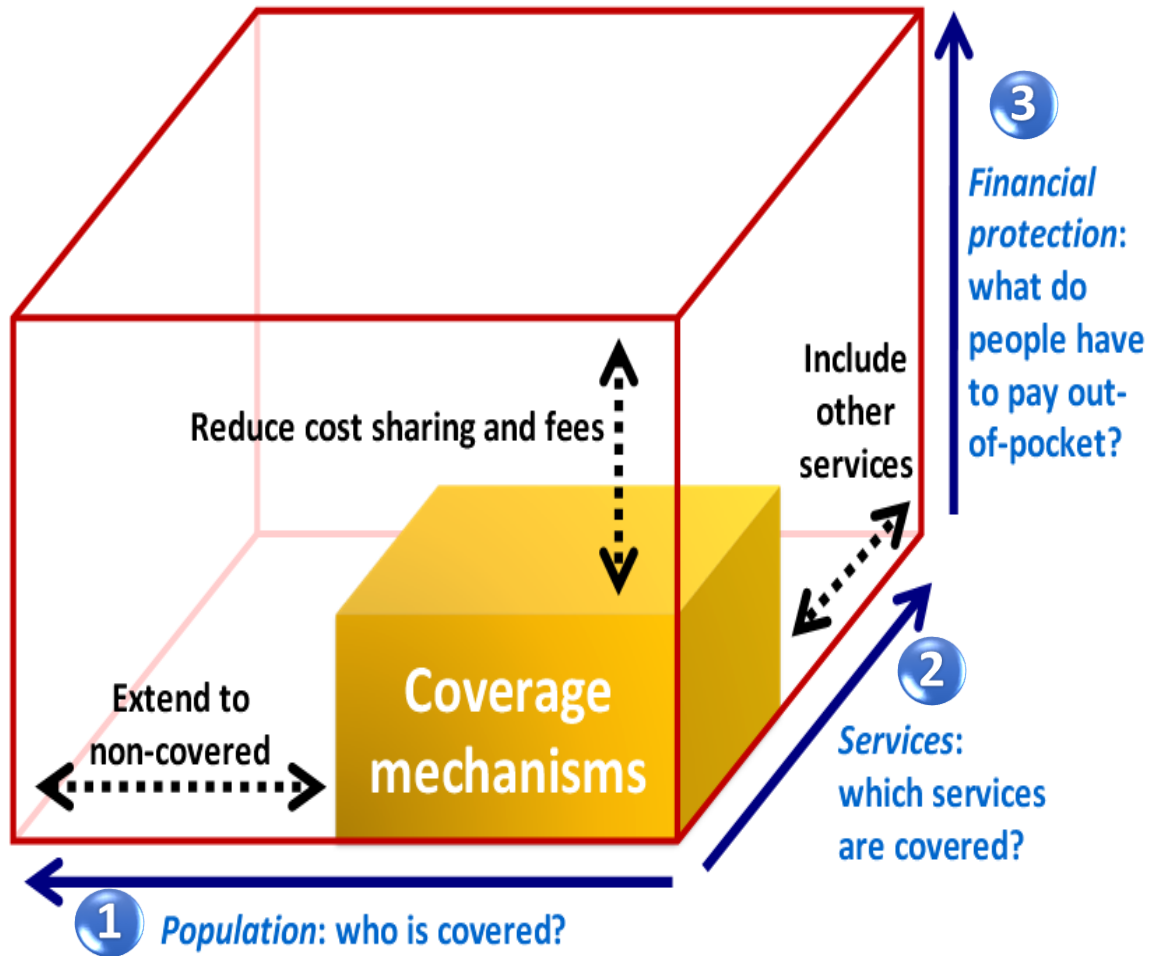 3
Financial
protection:
what do
people have
to pay out-
of-pocket?
Include
other
services
Reduce cost sharing and fees
Extend to
non-covered
Coverage
mechanisms
2
Services:
which services
are covered?
1
Population: who is covered?